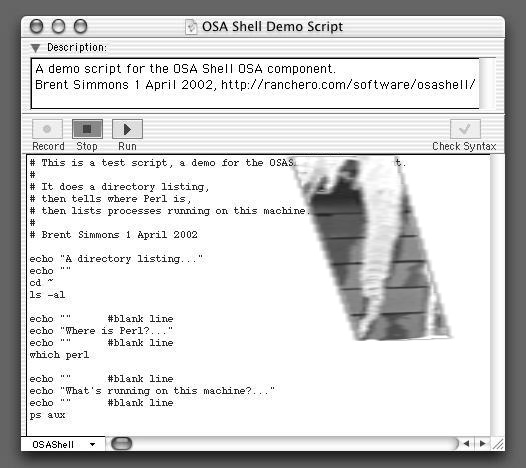 OSA Shell Demo Script
Description:
A demo script for the OSA Shell OSA component.
Brent Simmons 1 April 2002, http://ranchero.com/software/osashell/
Record Stop Run Check Syntax
# This is a test script, a demo for the OSAS t.
#
# It does a directory listing,
# then tells where Perl is,
# then lists processes running on this machine.
#
# Brent Simmons 1 April 2002
echo "A directory listing..."
echo ""
cd ~
ls -al
echo "" #blank line
echo "Where is Perl?..."
echo "" #blank line
which perl
echo "" #blank line
echo "What's running on this machine?..."
echo "" #blank line
ps aux
OSAShell